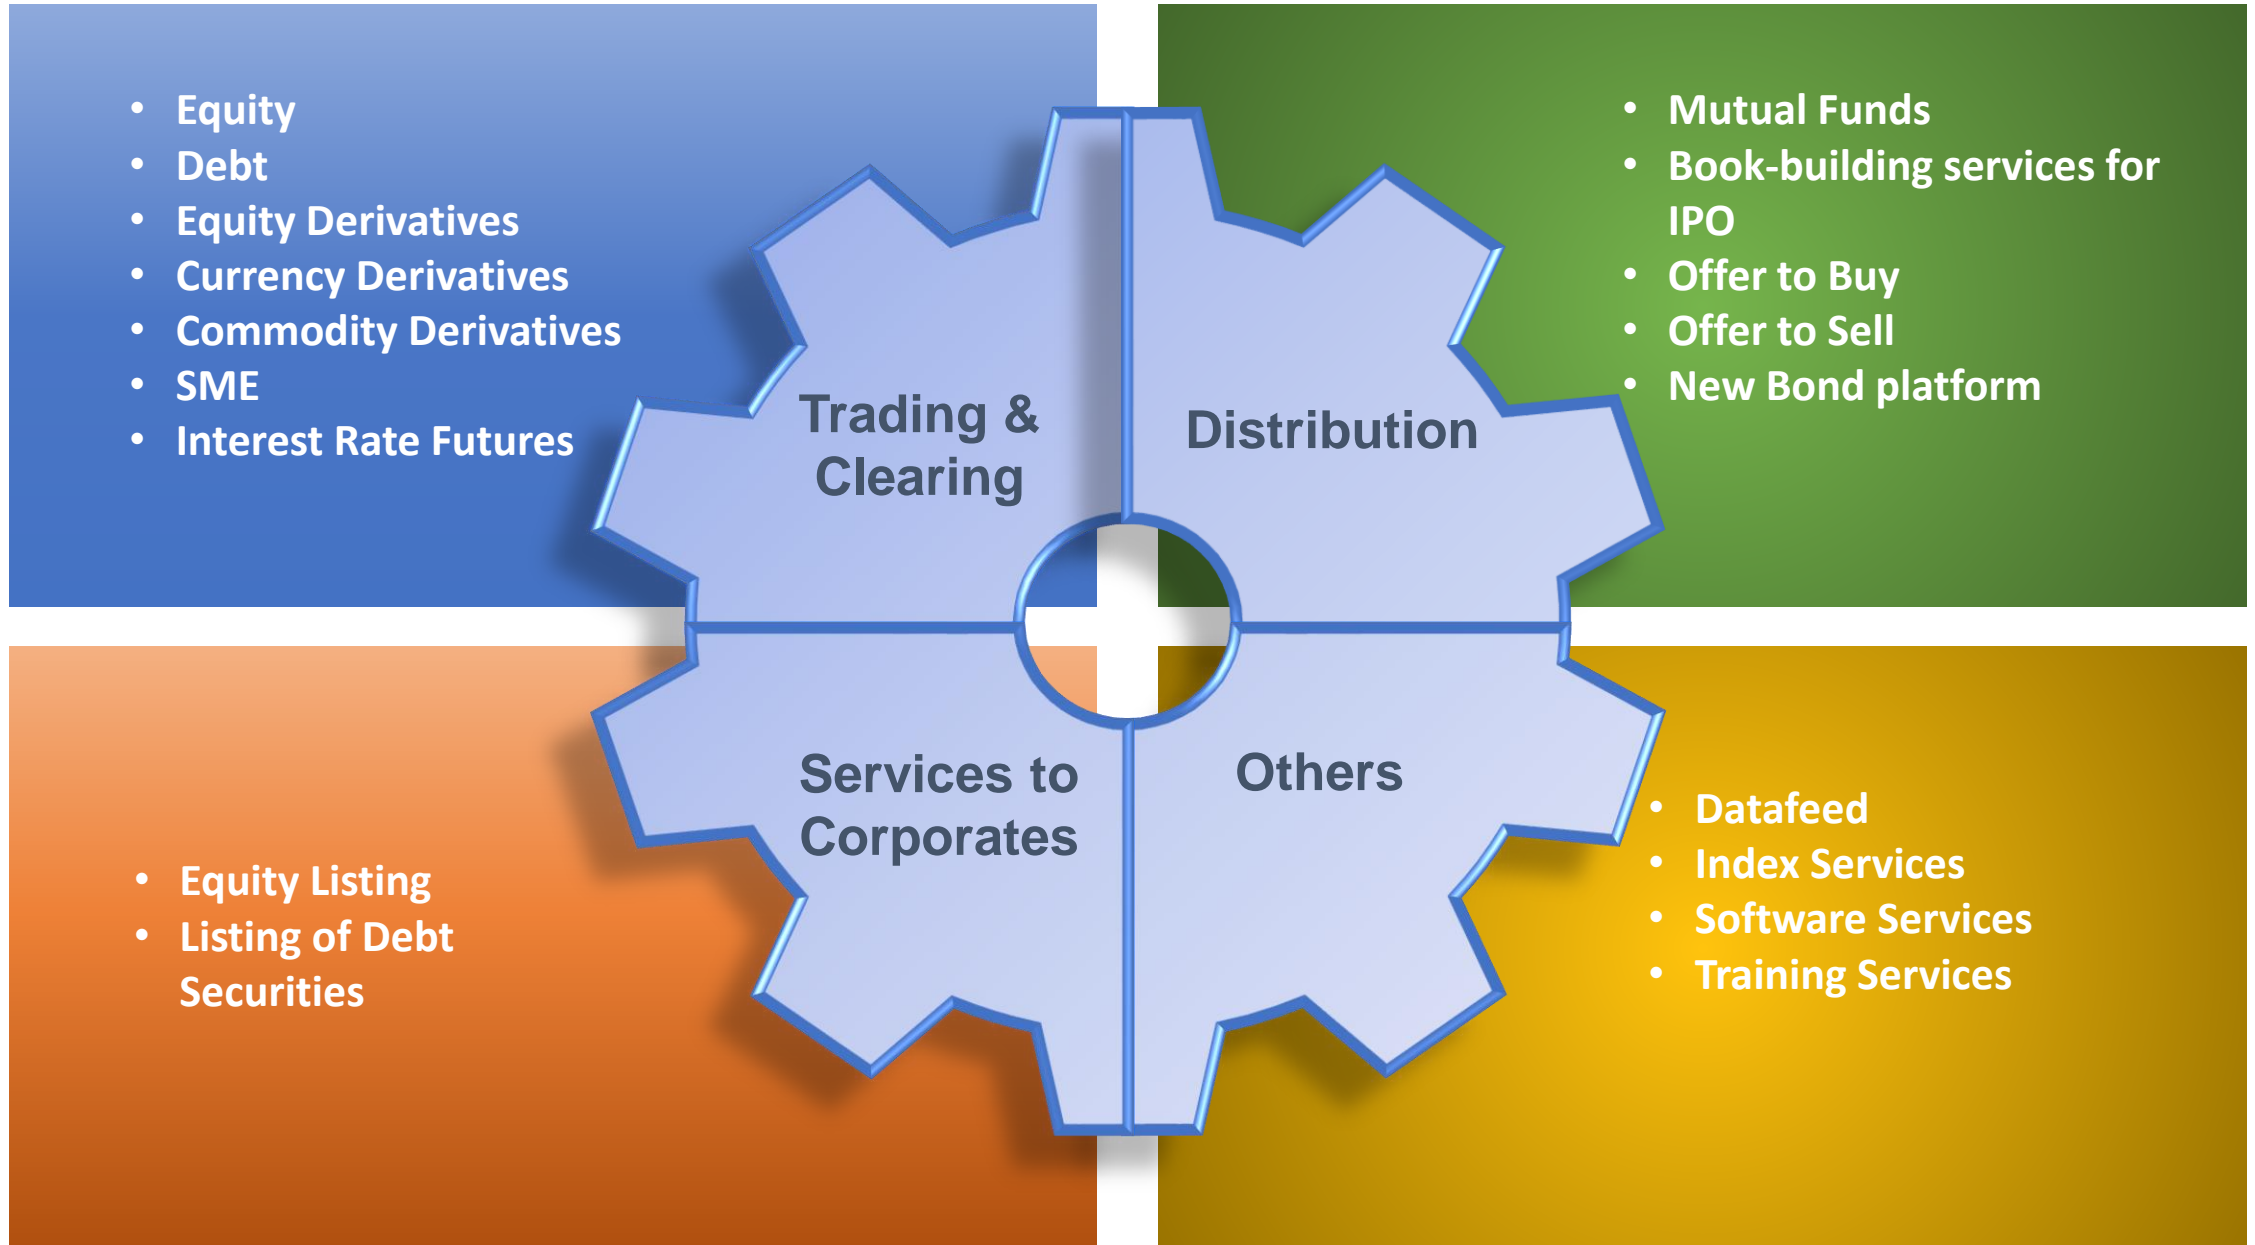 • Equity
• Debt
• Equity Derivatives
• Currency Derivatives
• Commodity Derivatives
• SME
• Interest Rate Futures
Trading &
Clearing
• Mutual Funds
• Book-building services for
IPO
• Offer to Buy
• Offer to Sell
• New Bond platform
Distribution
• Equity Listing
• Listing of Debt
Securities
Services to
Corporates
Others
• Datafeed
• Index Services
• Software Services
• Training Services